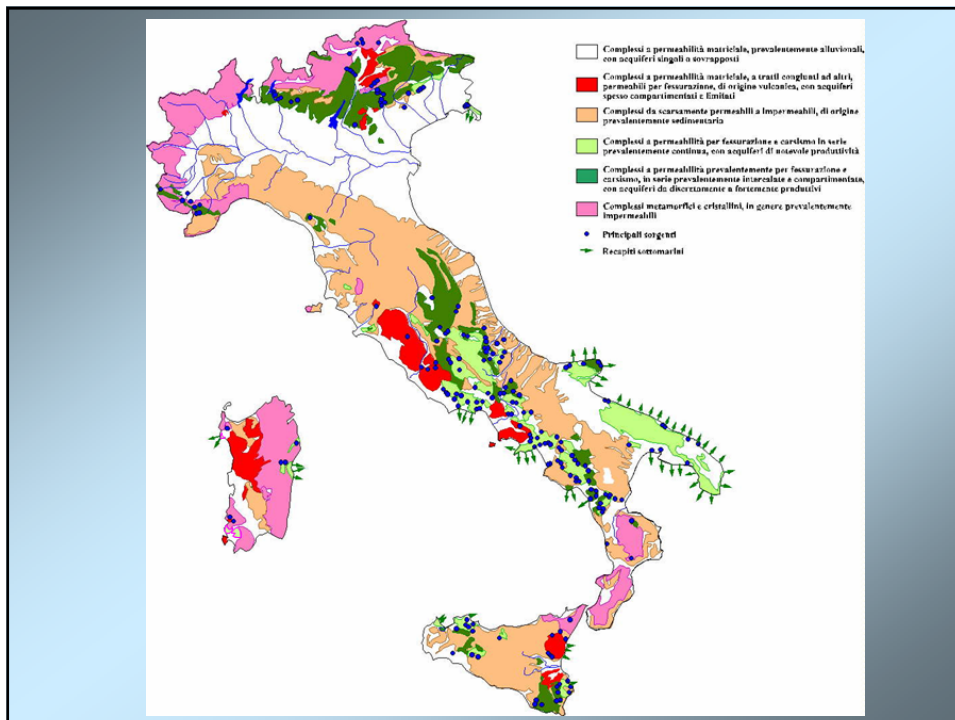 Complessi a permeabilità matriciale, prevalentemente alluvionali,
con acquiferi singoli o sovrapposti
Complessi a permeabilità matriciale, a tratti congiunti ad altri,
permeabili per fessurazione, di origine vulcanica, con acquiferi
spesso compartimentati e limitati
Complessi da scarsamente permeabili a impermeabili, di origine
prevalentemente sedimentaria
Complessi a permeabilità per fessurazione e carsismo in serie
prevalentemente continua, con acquiferi di notevole produttività
Complessi a permeabilità prevalentemente per fessurazione e
carsismo, in serie prevalentemente intercalate e compartimentate,
con acquiferi da discretamente a fortemente produttivi
Complessi metamorfici e cristallini, in genere prevalentemente
impermeabili
Principali sorgenti
Recapiti sottomarini